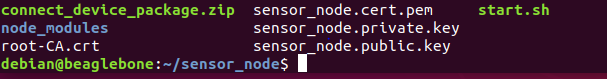 connect_device_package.zip sensor_node.cert.pem start.sh
node_modules sensor_node.private.key
root-CA.crt sensor_node.public.key
debian@beaglebone:~/sensor_node$